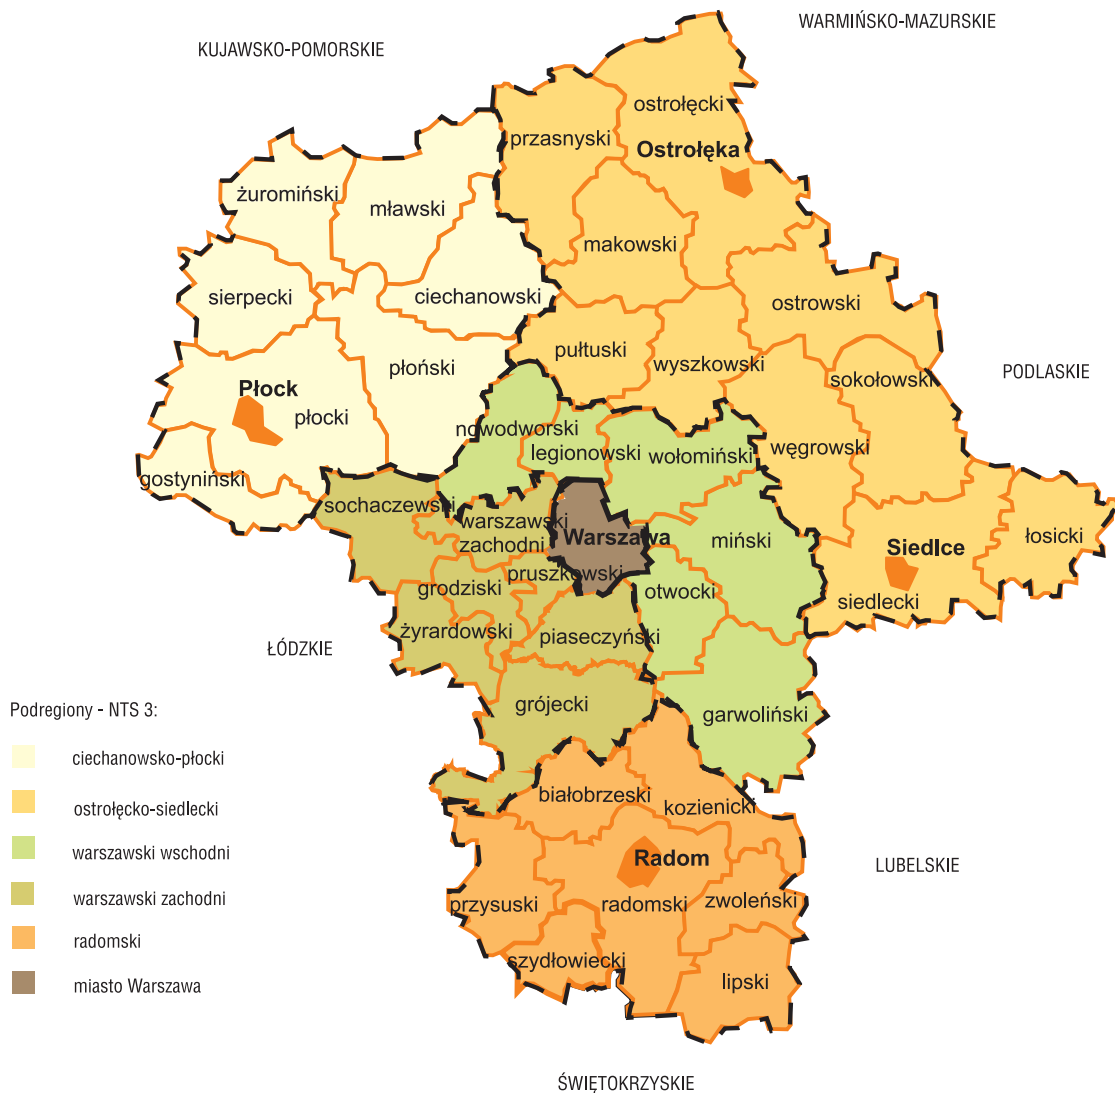 WARMIŃSKO-MAZURSKIE
KUJAWSKO-POMORSKIE
ostrołęcki
przasnyski
Ostrołęka
żuromiński
mławski
makowski
sierpecki
ciechanowski
ostrowski
pułtuski
wyszkowski
płoński
sokołowski
PODLASKIE
Płock
płocki
nowodworski
legionowski
wołomiński
węgrowski
gostyniński
sochaczewski
warszawski
zachodni
Warszawa
miński
Siedlce
łosicki
pruszkowski
grodziski
otwocki
siedlecki
żyrardowski
piaseczyński
ŁÓDZKIE
grójecki
garwoliński
Podregiony - NTS 3:
ciechanowsko-płocki
ostrołęcko-siedlecki
warszawski wschodni
warszawski zachodni
radomski
miasto Warszawa
białobrzeski
kozienicki
Radom
LUBELSKIE
przysuski
radomski
zwoleński
szydłowiecki
lipski
ŚWIĘTOKRZYSKIE